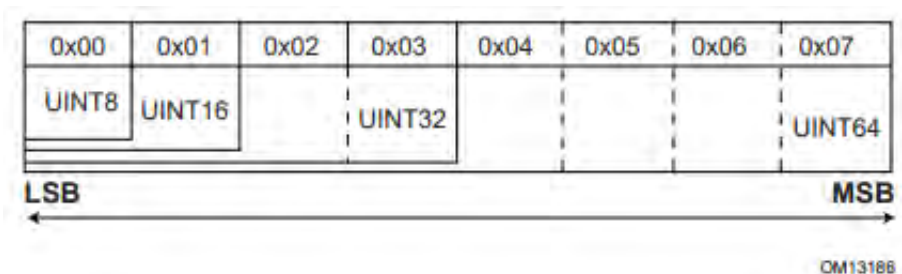 0x00 0x01 0x02 0x03 0x04 0x05 0x06 0x07
UINT8 UINT16 UINT32 UINT64
LSB MSB
OM13186